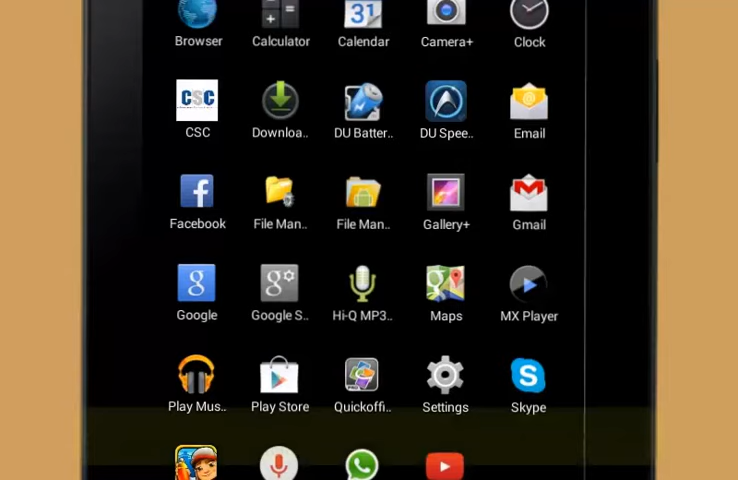 31
Browser Calculator Calendar Camera+ Clock
CSC
CSC Downloa.. DU Batter.. DU Spee.. Email
f
Facebook File Man.. File Man.. Gallery+ Gmail
g g
Google Google S.. Hi-Q MP3.. Maps MX Player
Play Mus.. Play Store Quickoffi.. Settings Skype